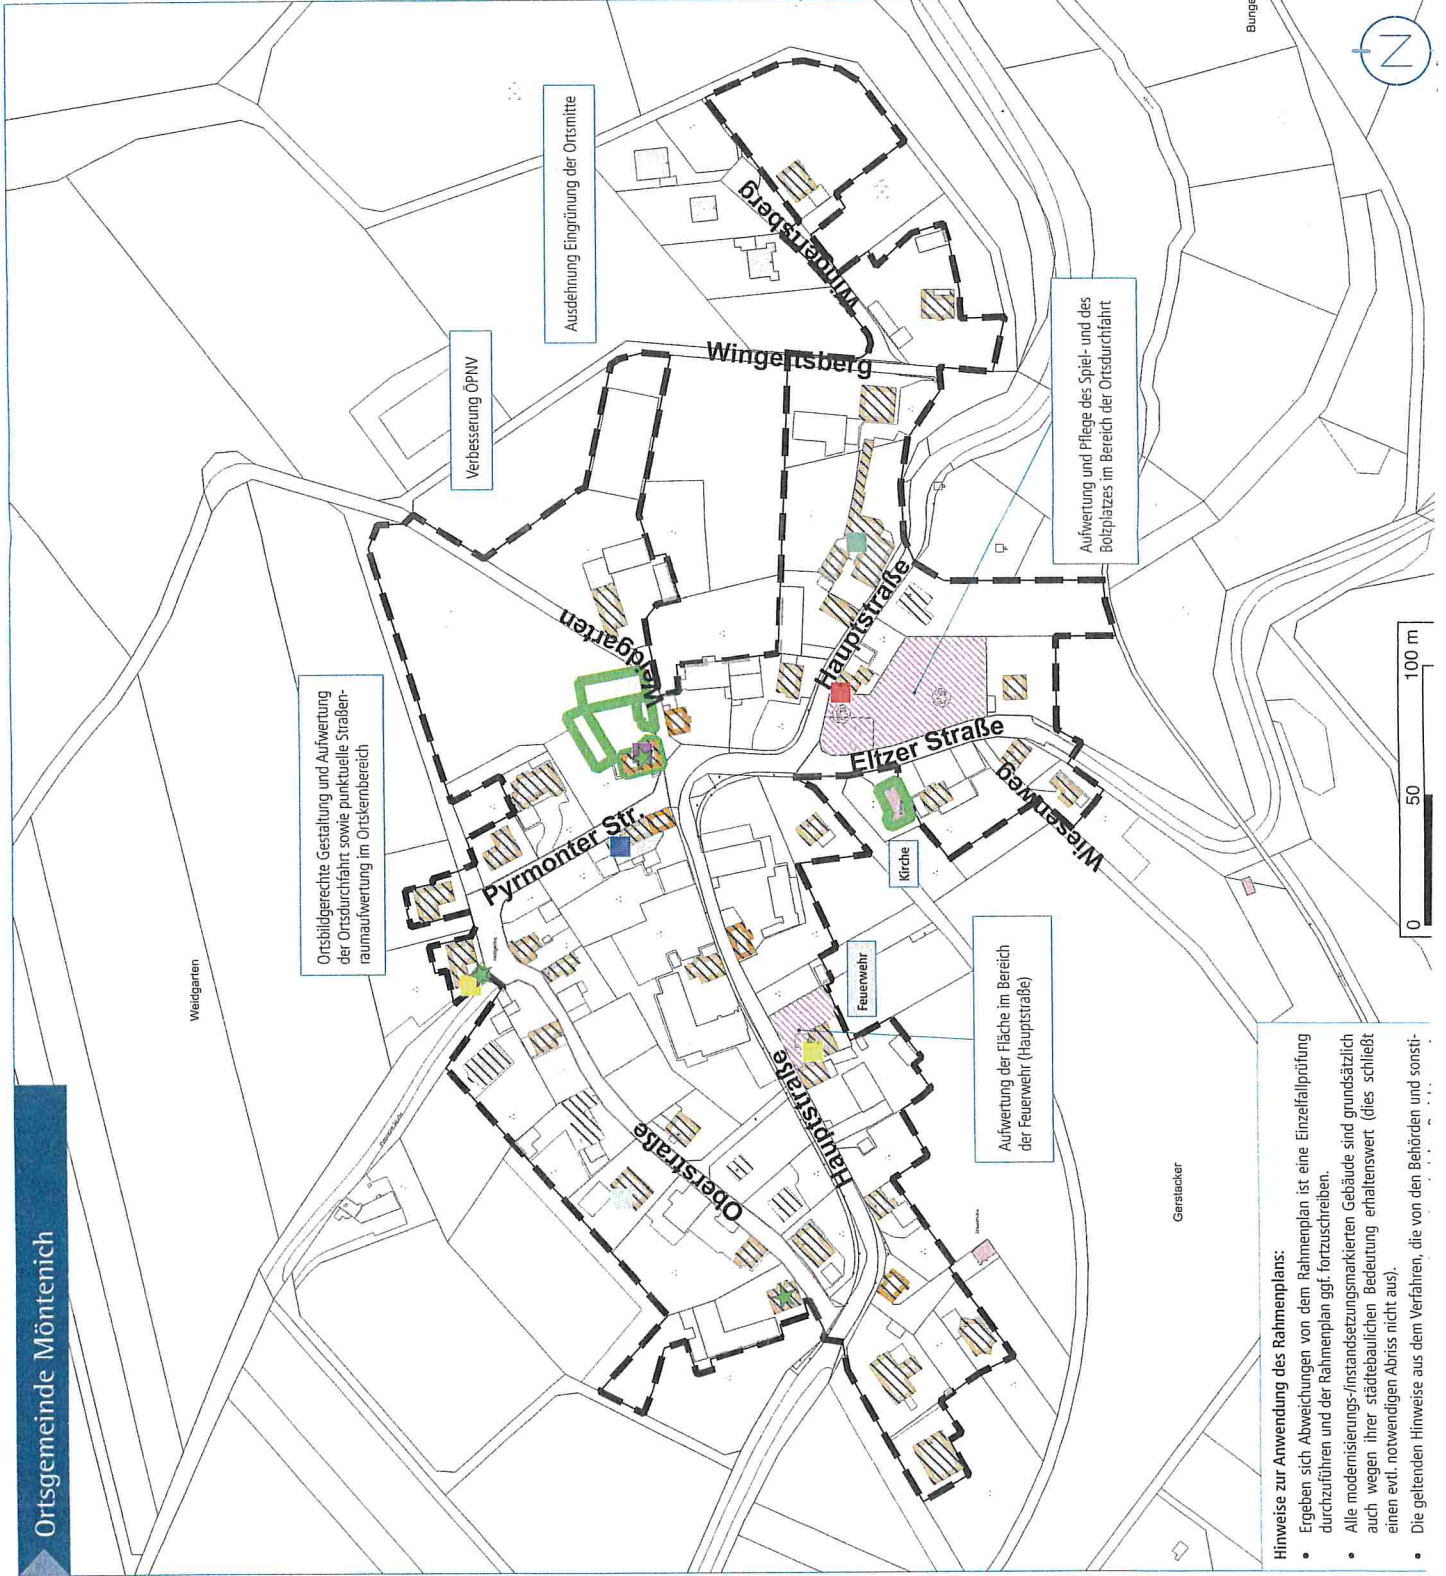 Ortsgemeinde Möntenich
Weidgarten
Ortsbildgerechte Gestaltung und Aufwertung
der Ortsdurchfahrt sowie punktuelle Straßen-
raumaufwertung im Ortskernbereich
Verbesserung ÖPNV
Ausdehnung Eingrünung der Ortsmitte
Bunge
N
Pyrmonter Str.
Weidgarten
Wingertsberg
Wingertsberg
Oberstraße
Hauptstraße
Hauptstraße
Eltzer Straße
Wiesenweg
Kirche
Feuerwehr
Aufwertung der Fläche im Bereich
der Feuerwehr (Hauptstraße)
Aufwertung und Pflege des Spiel- und des
Bolzplatzes im Bereich der Ortsdurchfahrt
Gerstacker
0 50 100 m
Hinweise zur Anwendung des Rahmenplans:
• Ergeben sich Abweichungen von dem Rahmenplan ist eine Einzelfallprüfung
durchzuführen und der Rahmenplan ggf. fortzuschreiben.
• Alle modernisierungs-/instandsetzungsmarkierten Gebäude sind grundsätzlich
auch wegen ihrer städtebaulichen Bedeutung erhaltenswert (dies schließt
einen evtl. notwendigen Abriss nicht aus).
• Die geltenden Hinweise aus dem Verfahren, die von den Behörden und sonsti-